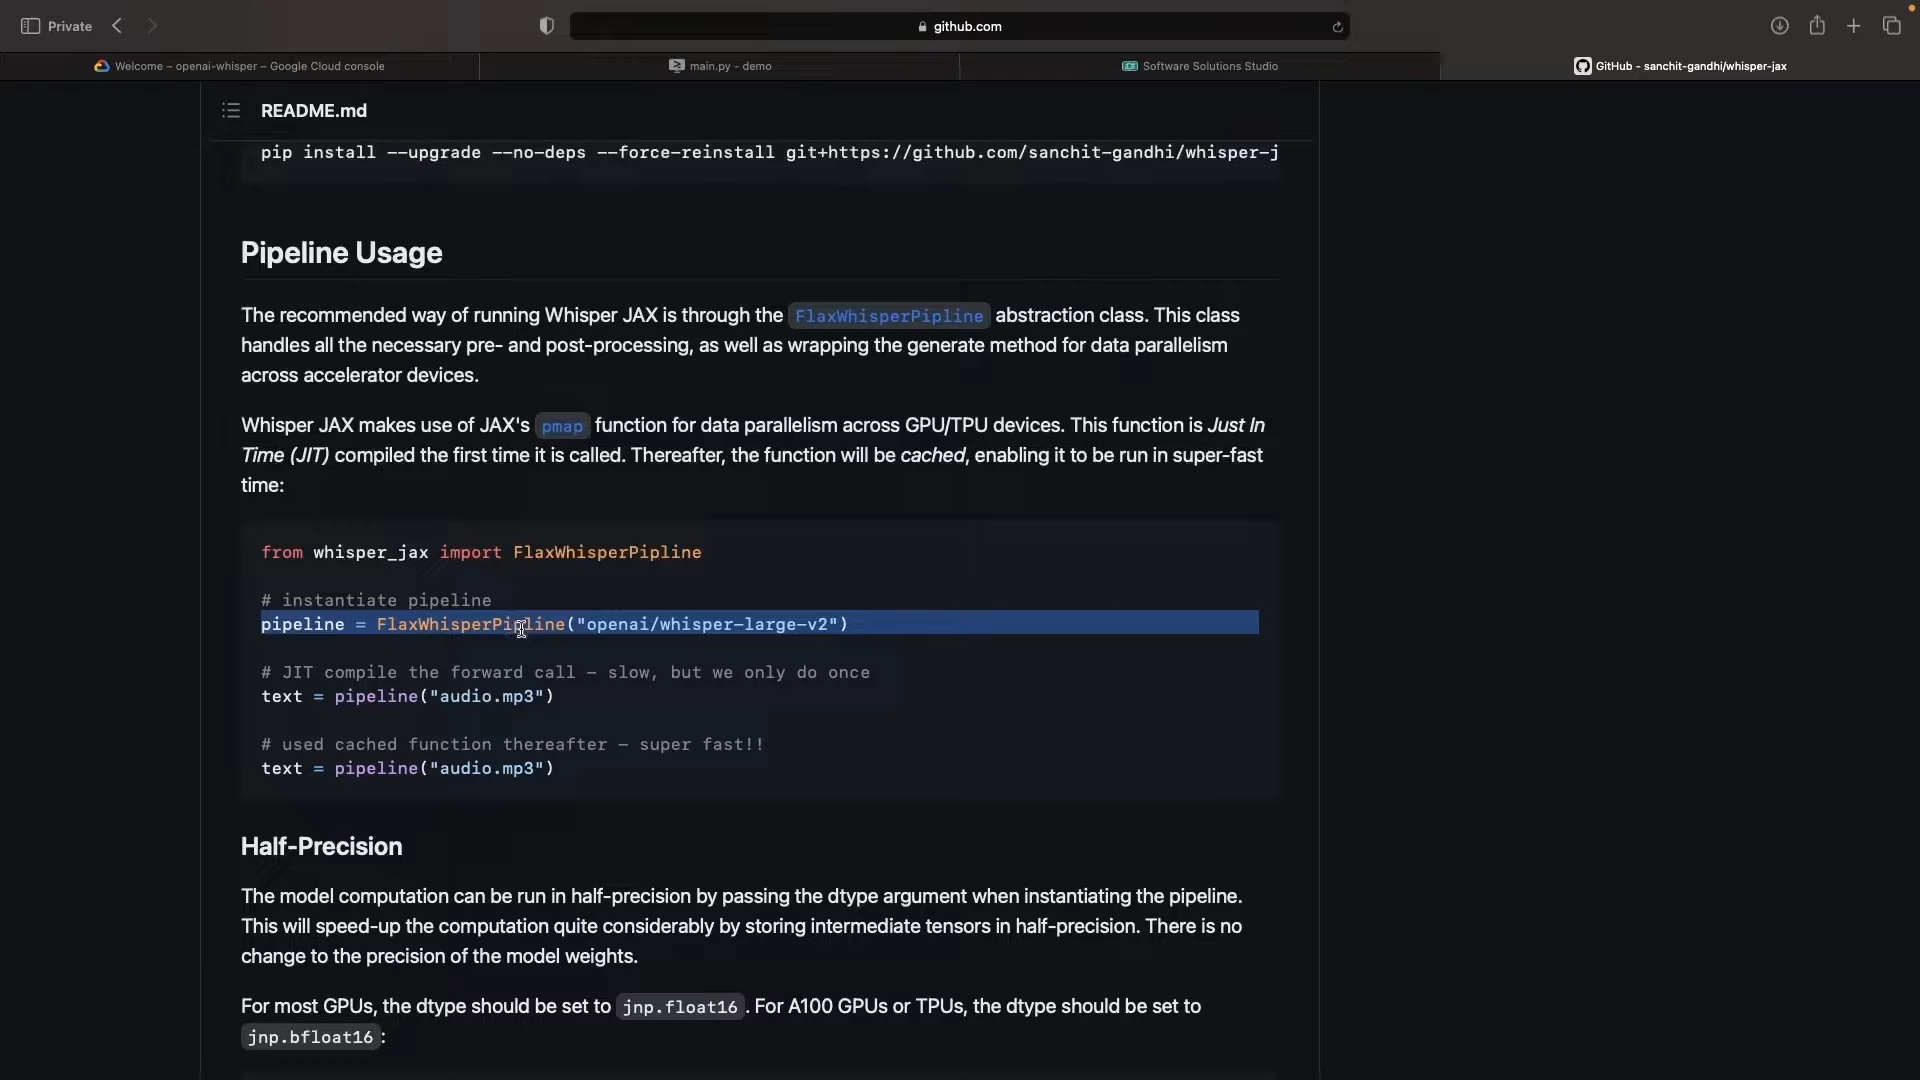 Private
github.com
Welcome – openai-whisper – Google Cloud console
main.py - demo
Software Solutions Studio
GitHub - sanchit-gandhi/whisper-jax
README.md
pip install --upgrade --no-deps --force-reinstall git+https://github.com/sanchit-gandhi/whisper-j
Pipeline Usage
The recommended way of running Whisper JAX is through the FlaxWhisperPipline abstraction class. This class
handles all the necessary pre- and post-processing, as well as wrapping the generate method for data parallelism
across accelerator devices.
Whisper JAX makes use of JAX's pmap function for data parallelism across GPU/TPU devices. This function is Just In
Time (JIT) compiled the first time it is called. Thereafter, the function will be cached, enabling it to be run in super-fast
time:
from whisper_jax import FlaxWhisperPipline
# instantiate pipeline
pipeline = FlaxWhisperPipline("openai/whisper-large-v2")
# JIT compile the forward call – slow, but we only do once
text = pipeline("audio.mp3")
# used cached function thereafter – super fast!!
text = pipeline("audio.mp3")
Half-Precision
The model computation can be run in half-precision by passing the dtype argument when instantiating the pipeline.
This will speed-up the computation quite considerably by storing intermediate tensors in half-precision. There is no
change to the precision of the model weights.
For most GPUs, the dtype should be set to jnp.float16. For A100 GPUs or TPUs, the dtype should be set to
jnp.bfloat16: